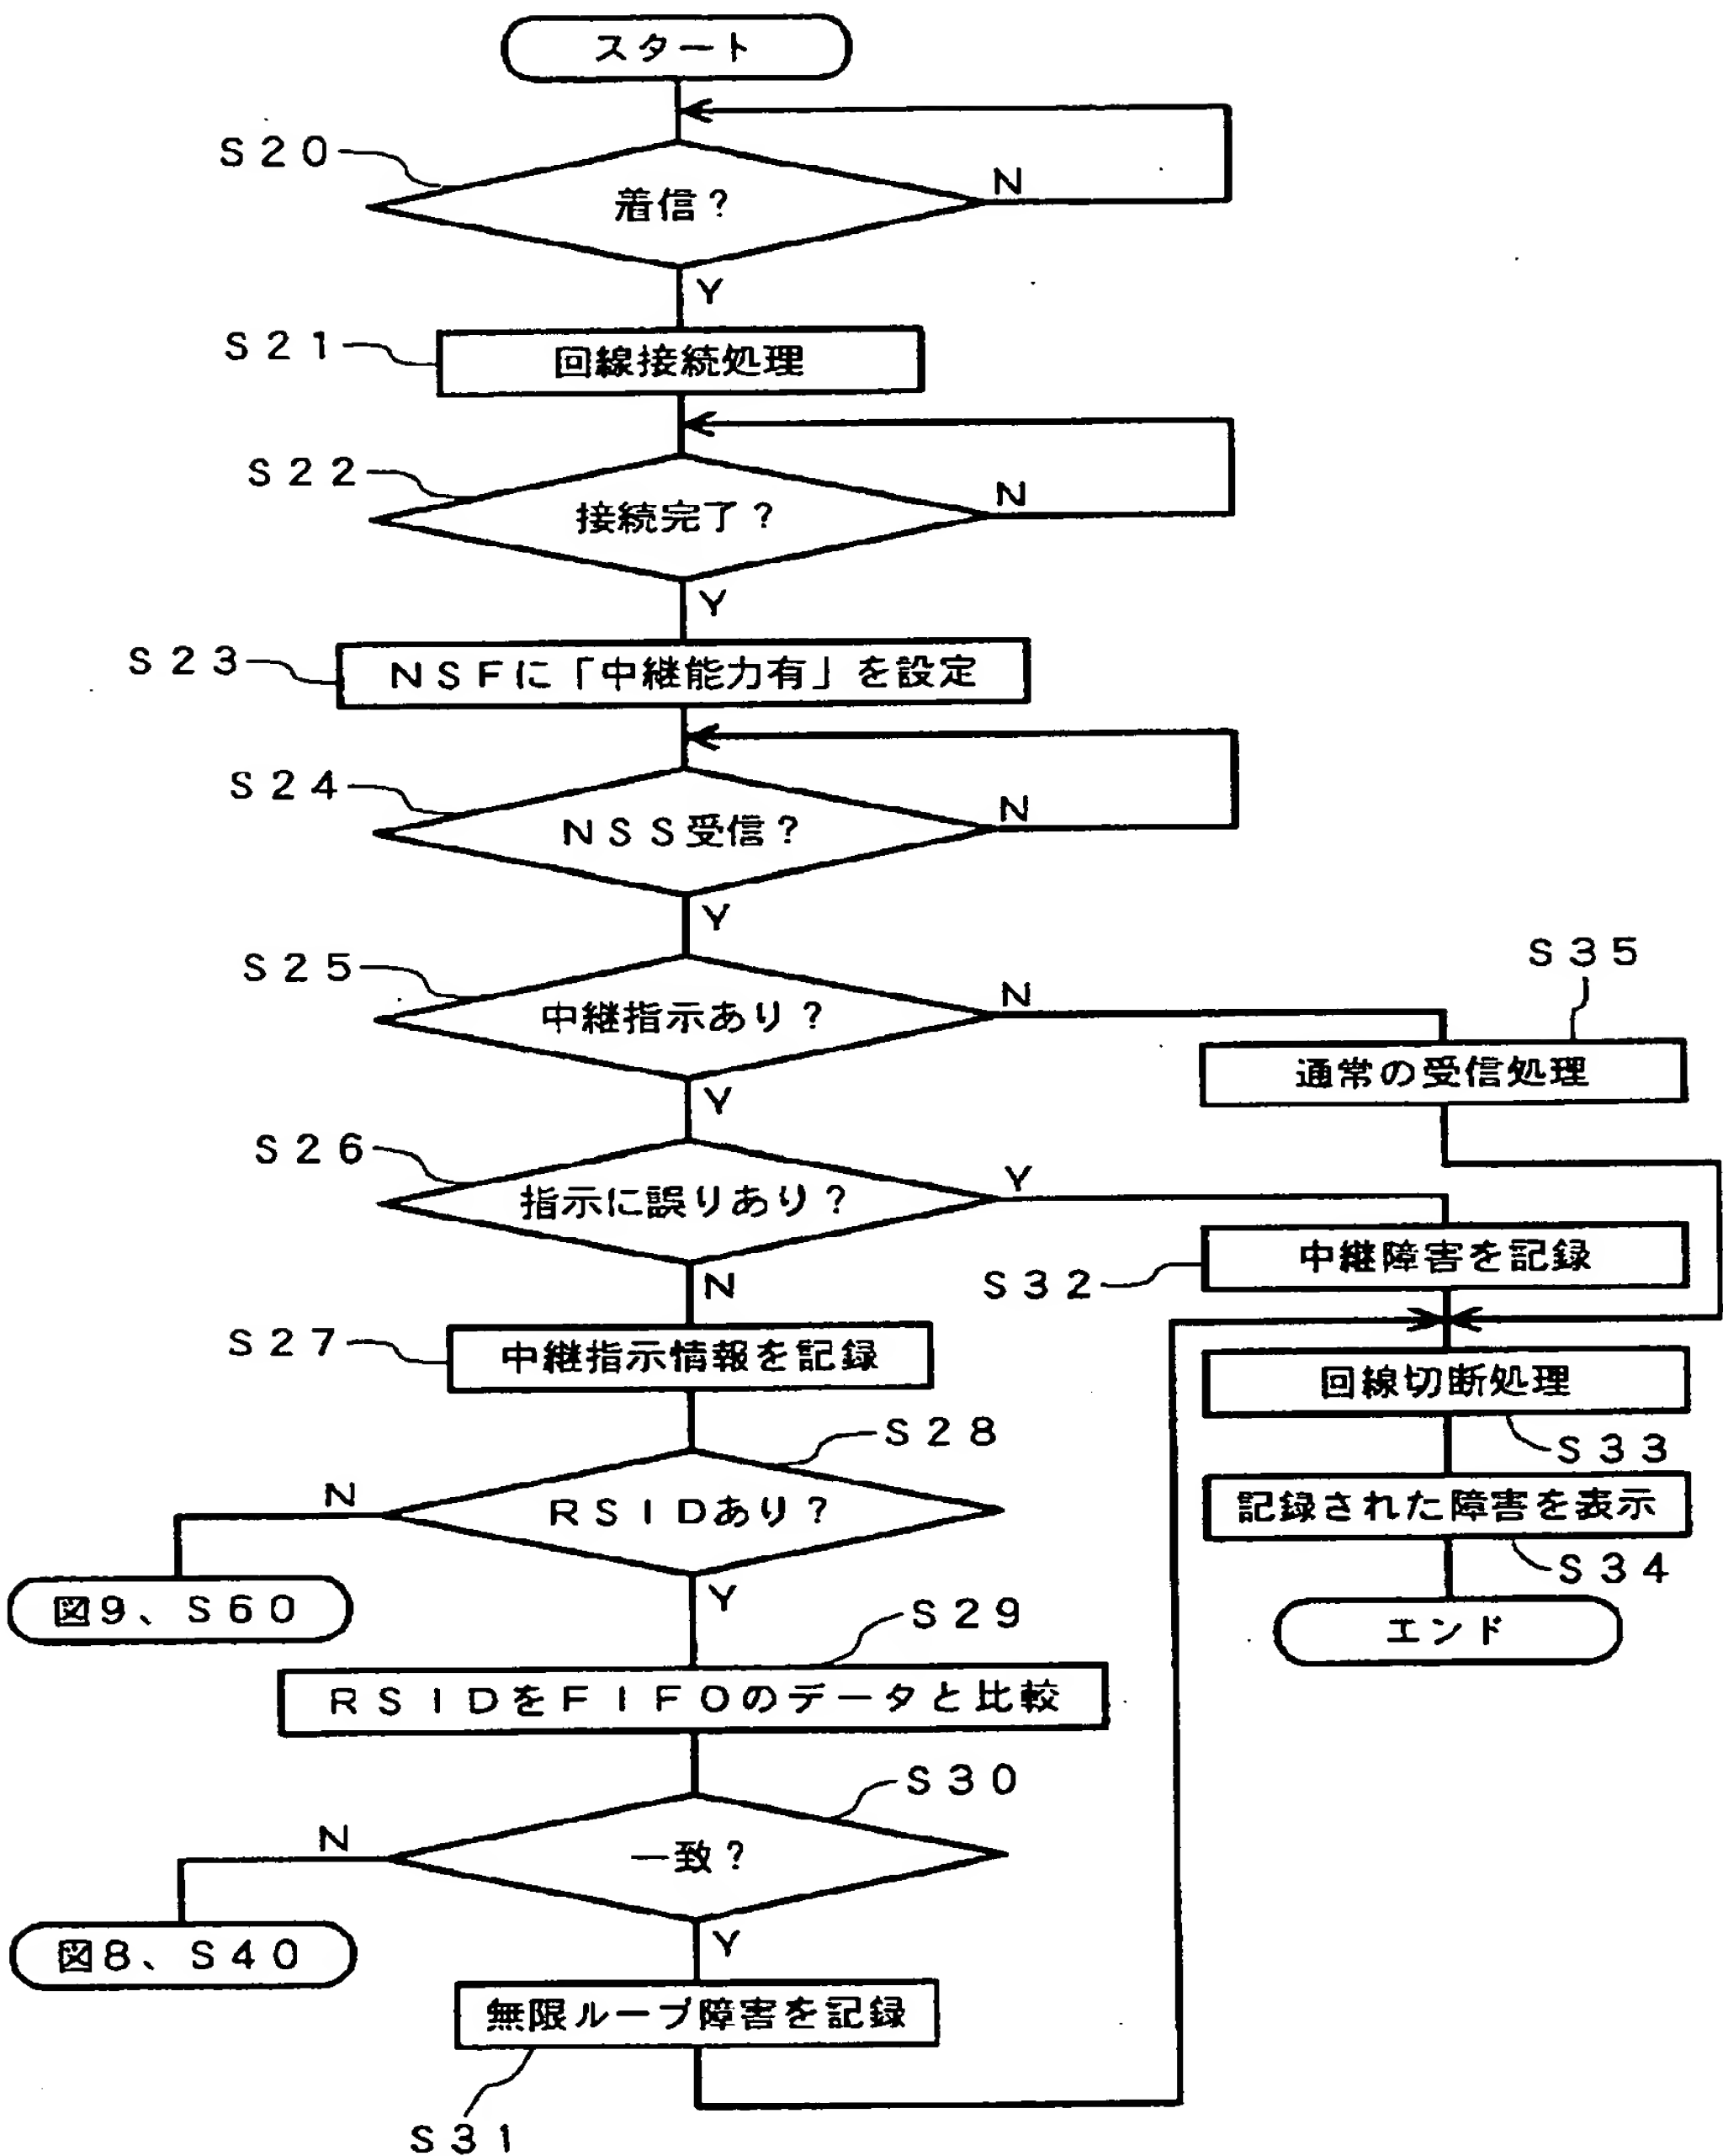 スタート
S20
着信?
N
Y
S21
回線接続処理
S22
接続完了?
N
Y
S23
NSFに「中継能力有」を設定
S24
NSS受信?
N
Y
S25
中継指示あり?
N
Y
S35
通常の受信処理
S26
指示に誤りあり?
Y
N
S32
中継障害を記録
S27
中継指示情報を記録
回線切断処理
S33
S28
RSIDあり?
N
Y
記録された障害を表示
S34
図9、S60
エンド
S29
RSIDをFIFOのデータと比較
S30
一致?
N
Y
図8、S40
無限ループ障害を記録
S31